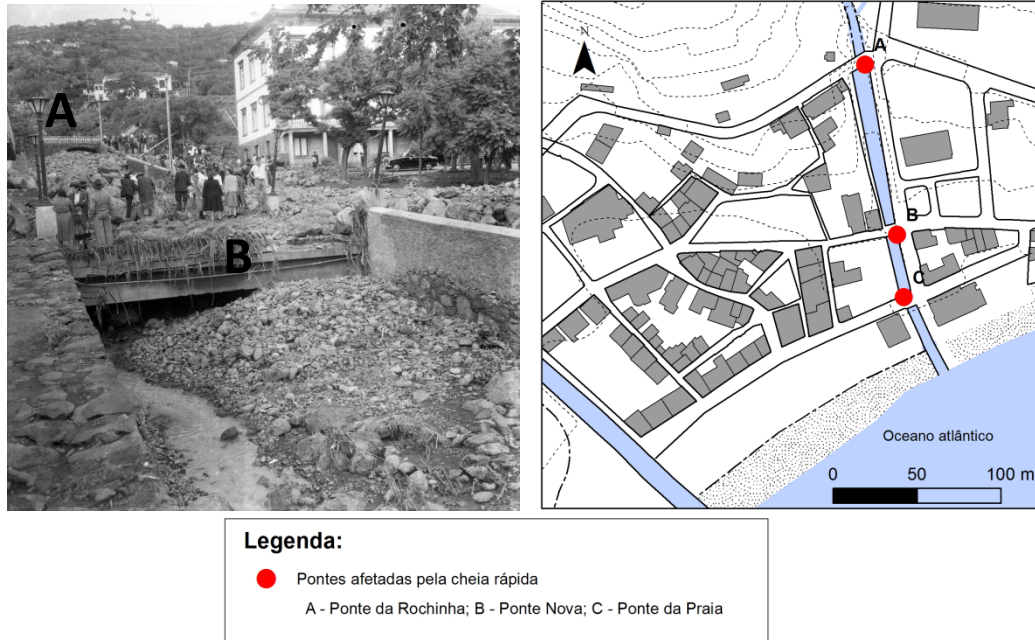 A
B
N
A
B
C
Oceano atlântico
0 50 100 m
Legenda:
Pontes afetadas pela cheia rápida
A - Ponte da Rochinha; B - Ponte Nova; C - Ponte da Praia